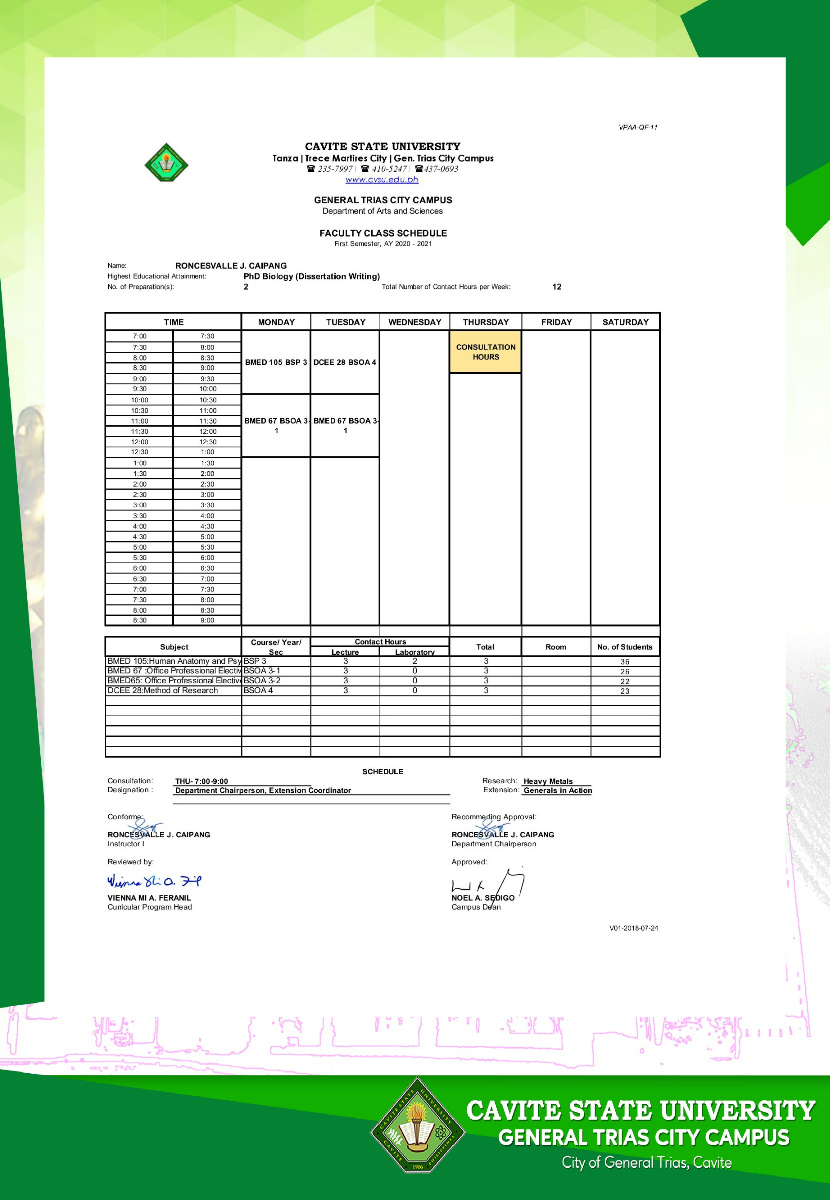 VPAA-QF-11
CAVITE STATE UNIVERSITY
Tanza | Trece Martires City | Gen. Trias City Campus
☎ 235-7997 | ☎ 410-5247 | ☎ 437-0693
www.cvsu.edu.ph
GENERAL TRIAS CITY CAMPUS
Department of Arts and Sciences
FACULTY CLASS SCHEDULE
First Semester, AY 2020 - 2021
Name: RONCESVALLE J. CAIPANG
Highest Educational Attainment: PhD Biology (Dissertation Writing)
No. of Preparation(s): 2 Total Number of Contact Hours per Week: 12
TIME MONDAY TUESDAY WEDNESDAY THURSDAY FRIDAY SATURDAY
7:00 7:30
7:30 8:00
8:00 8:30
8:30 9:00
9:00 9:30
9:30 10:00
10:00 10:30
10:30 11:00
11:00 11:30
11:30 12:00
12:00 12:30
12:30 1:00
1:00 1:30
1:30 2:00
2:00 2:30
2:30 3:00
3:00 3:30
3:30 4:00
4:00 4:30
4:30 5:00
5:00 5:30
5:30 6:00
6:00 6:30
6:30 7:00
7:00 7:30
7:30 8:00
8:00 8:30
8:30 9:00
BMED 105 BSP 3
BMED 67 BSOA 3-
1
DCEE 28 BSOA 4
BMED 67 BSOA 3-
1
CONSULTATION
HOURS
Subject Course/ Year/ Sec Contact Hours Total Room No. of Students
Lecture Laboratory
BMED 105:Human Anatomy and Psy BSP 3 3 2 3 36
BMED 67 :Office Professional Electiv BSOA 3-1 3 0 3 26
BMED65: Office Professional Electiv BSOA 3-2 3 0 3 22
DCEE 28:Method of Research BSOA 4 3 0 3 23
SCHEDULE
Consultation: THU- 7:00-9:00 Research: Heavy Metals
Designation : Department Chairperson, Extension Coordinator Extension: Generals in Action
Conforme: Recommeding Approval:
RONCESVALLE J. CAIPANG RONCESVALLE J. CAIPANG
Instructor I Department Chairperson
Reviewed by: Approved:
VIENNA MI A. FERANIL NOEL A. SEDIGO
Curricular Program Head Campus Dean
V01-2018-07-24
CAVITE STATE UNIVERSITY
GENERAL TRIAS CITY CAMPUS
City of General Trias, Cavite
1906